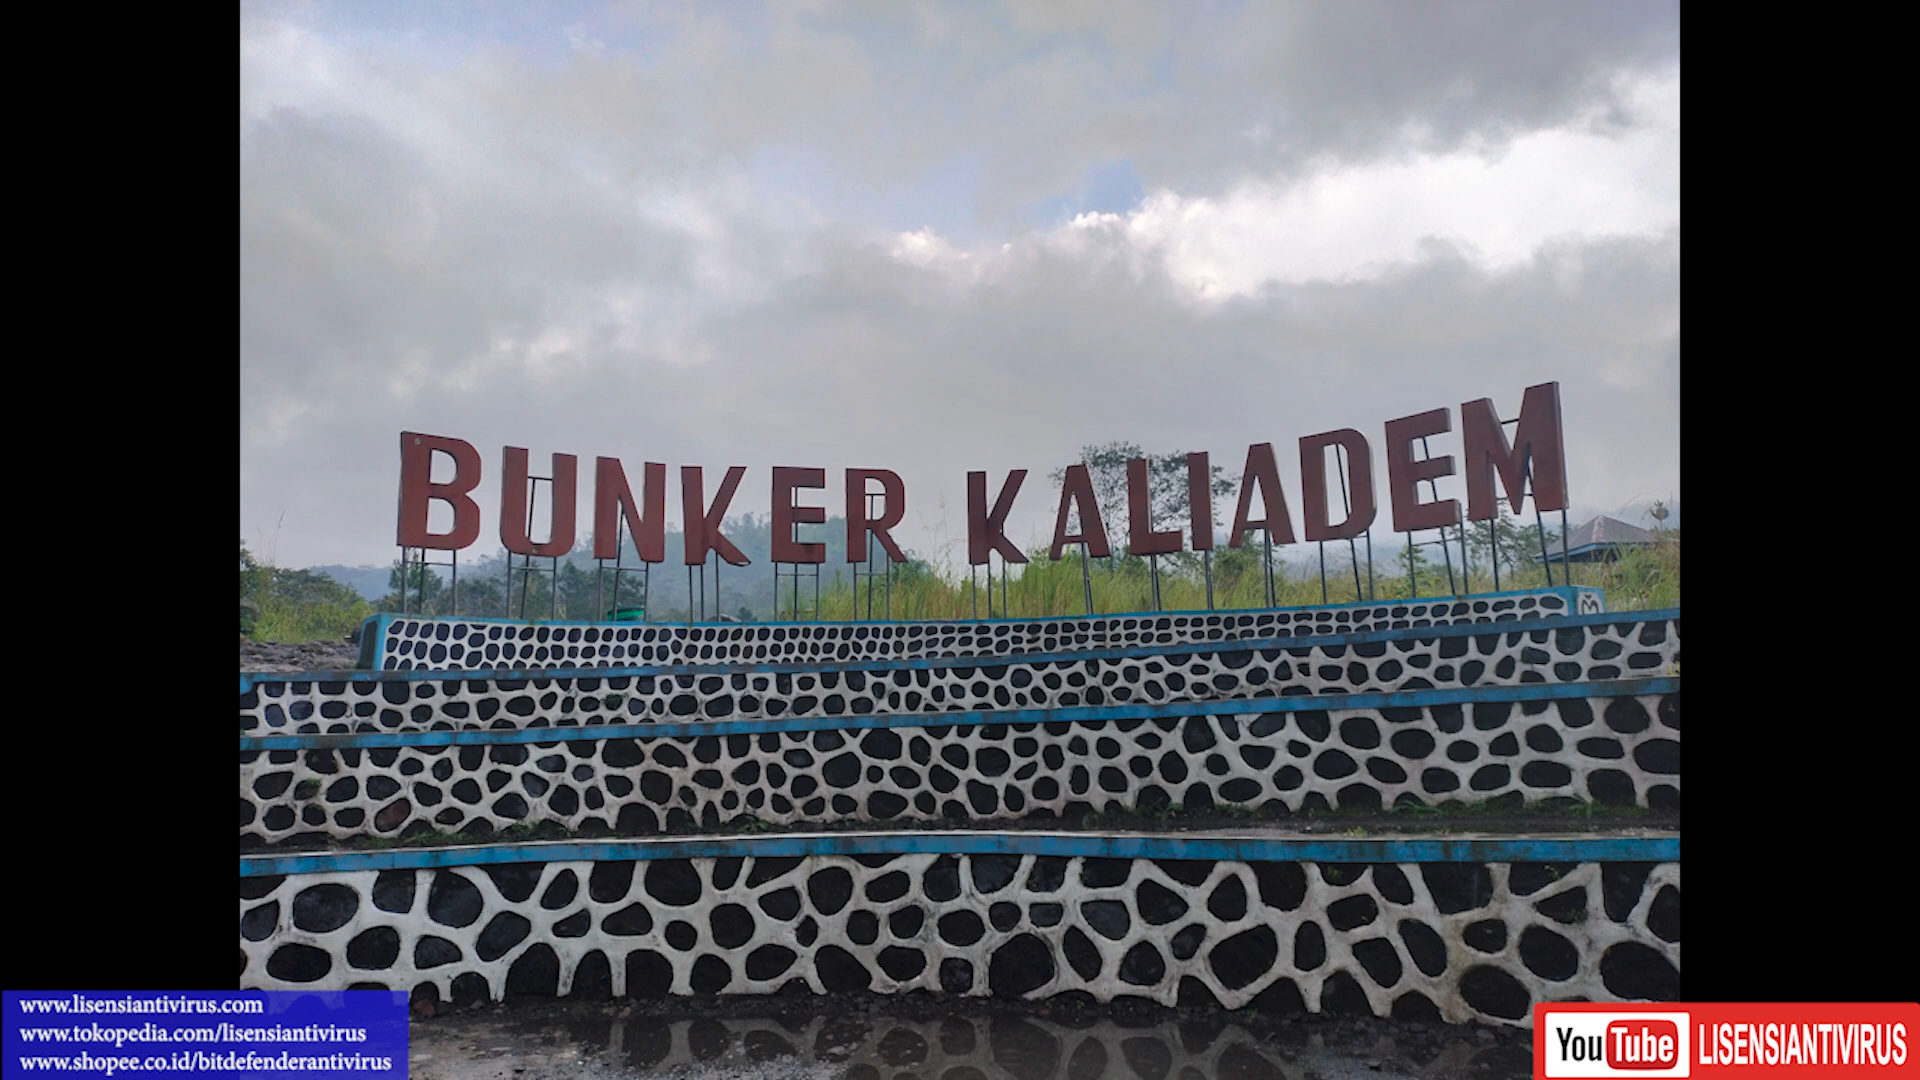 BUNKER KALIADEM
www.lisensiantivirus.com
www.tokopedia.com/lisensiantivirus
www.shopee.co.id/bitdefenderantivirus
YouTube LISENSIANTIVIRUS